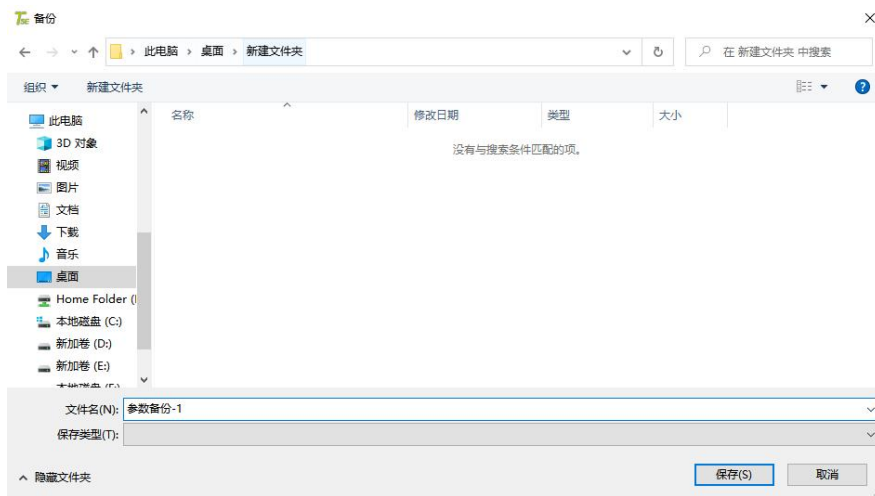 备份
此电脑 › 桌面 › 新建文件夹
在 新建文件夹 中搜索
组织
新建文件夹
名称
修改日期
类型
大小
没有与搜索条件匹配的项。
此电脑
3D 对象
视频
图片
文档
下载
音乐
桌面
Home Folder (
本地磁盘 (C:)
新加卷 (D:)
新加卷 (E:)
文件名(N): 参数备份-1
保存类型(T):
隐藏文件夹
保存(S)
取消